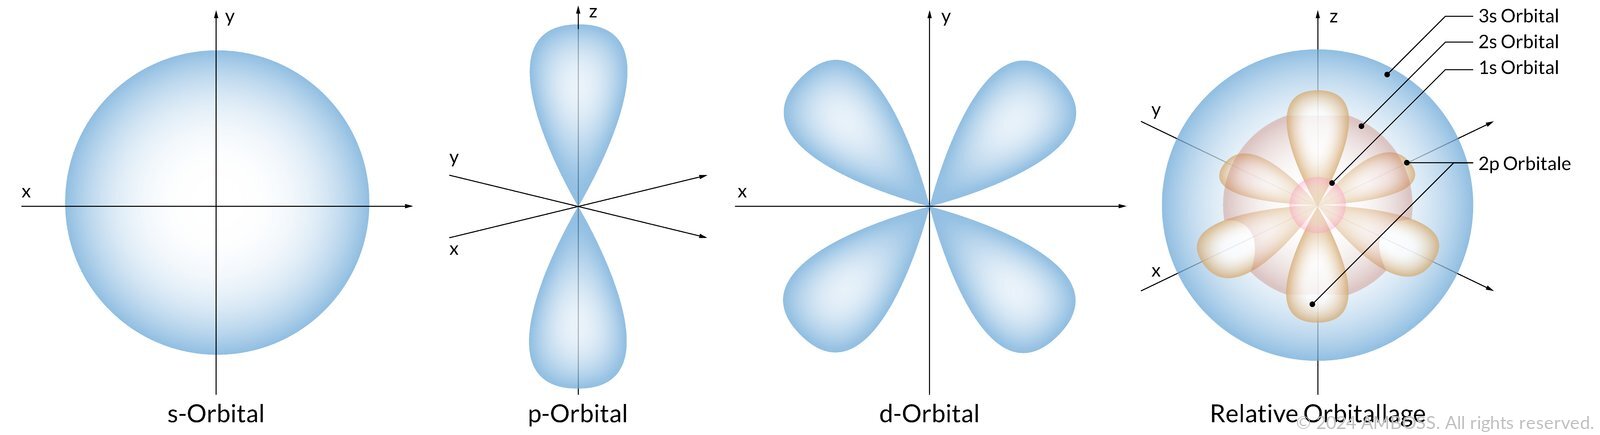 y
x
s-Orbital
z
y
x
p-Orbital
y
x
d-Orbital
z
3s Orbital
2s Orbital
1s Orbital
y
2p Orbitale
x
Relative Orbitallage
© 2024 AMBOSS. All rights reserved.